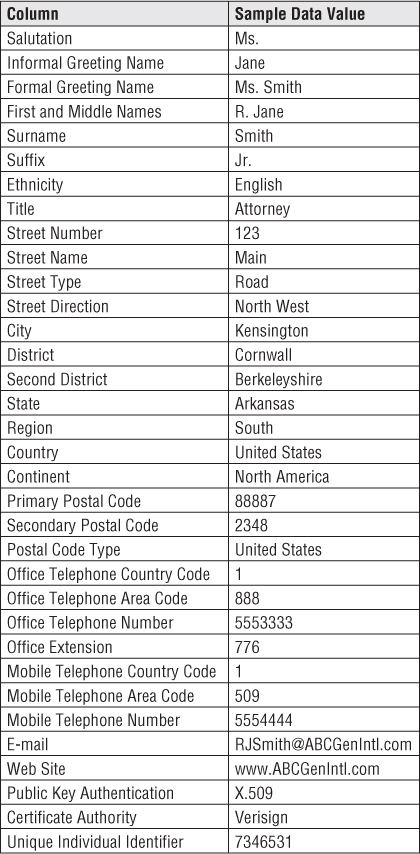 Column Sample Data Value
Salutation Ms.
Informal Greeting Name Jane
Formal Greeting Name Ms. Smith
First and Middle Names R. Jane
Surname Smith
Suffix Jr.
Ethnicity English
Title Attorney
Street Number 123
Street Name Main
Street Type Road
Street Direction North West
City Kensington
District Cornwall
Second District Berkeleyshire
State Arkansas
Region South
Country United States
Continent North America
Primary Postal Code 88887
Secondary Postal Code 2348
Postal Code Type United States
Office Telephone Country Code 1
Office Telephone Area Code 888
Office Telephone Number 5553333
Office Extension 776
Mobile Telephone Country Code 1
Mobile Telephone Area Code 509
Mobile Telephone Number 5554444
E-mail RJSmith@ABCGenIntl.com
Web Site www.ABCGenIntl.com
Public Key Authentication X.509
Certificate Authority Verisign
Unique Individual Identifier 7346531